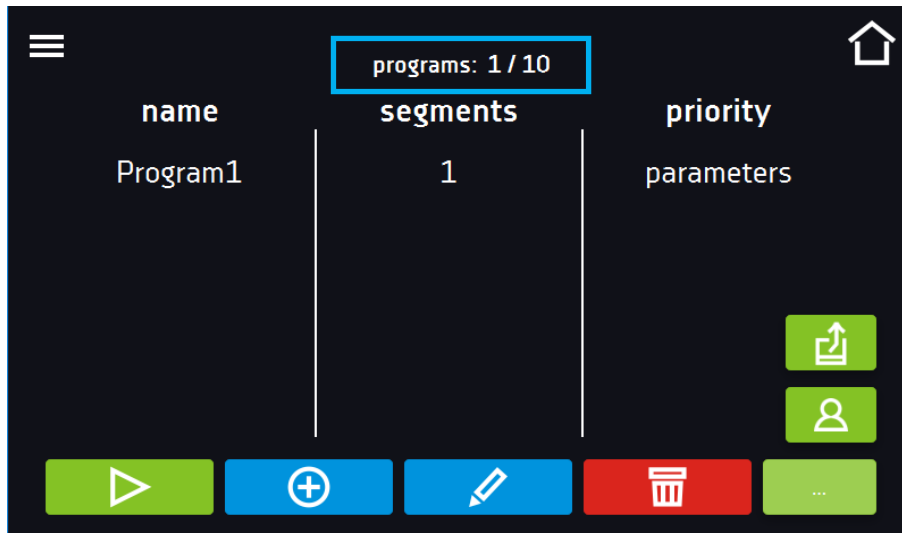 programs: 1 / 10
name segments priority
Program1 1 parameters
...